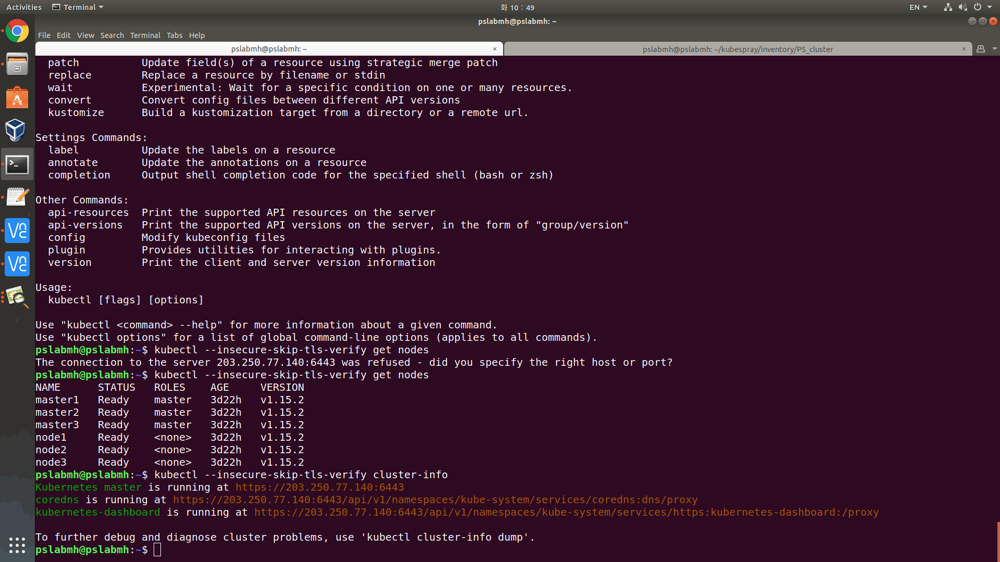 Activities Terminal 화 10 : 49 EN
pslabmh@pslabmh: ~
File Edit View Search Terminal Tabs Help
pslabmh@pslabmh: ~ × pslabmh@pslabmh: ~/kubespray/inventory/PS_cluster ×
patch Update field(s) of a resource using strategic merge patch
replace Replace a resource by filename or stdin
wait Experimental: Wait for a specific condition on one or many resources.
convert Convert config files between different API versions
kustomize Build a kustomization target from a directory or a remote url.
Settings Commands:
label Update the labels on a resource
annotate Update the annotations on a resource
completion Output shell completion code for the specified shell (bash or zsh)
Other Commands:
api-resources Print the supported API resources on the server
api-versions Print the supported API versions on the server, in the form of "group/version"
config Modify kubeconfig files
plugin Provides utilities for interacting with plugins.
version Print the client and server version information
Usage:
kubectl [flags] [options]
Use "kubectl <command> --help" for more information about a given command.
Use "kubectl options" for a list of global command-line options (applies to all commands).
pslabmh@pslabmh:~$ kubectl --insecure-skip-tls-verify get nodes
The connection to the server 203.250.77.140:6443 was refused - did you specify the right host or port?
pslabmh@pslabmh:~$ kubectl --insecure-skip-tls-verify get nodes
NAME STATUS ROLES AGE VERSION
master1 Ready master 3d22h v1.15.2
master2 Ready master 3d22h v1.15.2
master3 Ready master 3d22h v1.15.2
node1 Ready <none> 3d22h v1.15.2
node2 Ready <none> 3d22h v1.15.2
node3 Ready <none> 3d22h v1.15.2
pslabmh@pslabmh:~$ kubectl --insecure-skip-tls-verify cluster-info
Kubernetes master is running at https://203.250.77.140:6443
coredns is running at https://203.250.77.140:6443/api/v1/namespaces/kube-system/services/coredns:dns/proxy
kubernetes-dashboard is running at https://203.250.77.140:6443/api/v1/namespaces/kube-system/services/https:kubernetes-dashboard:/proxy
To further debug and diagnose cluster problems, use 'kubectl cluster-info dump'.
pslabmh@pslabmh:~$